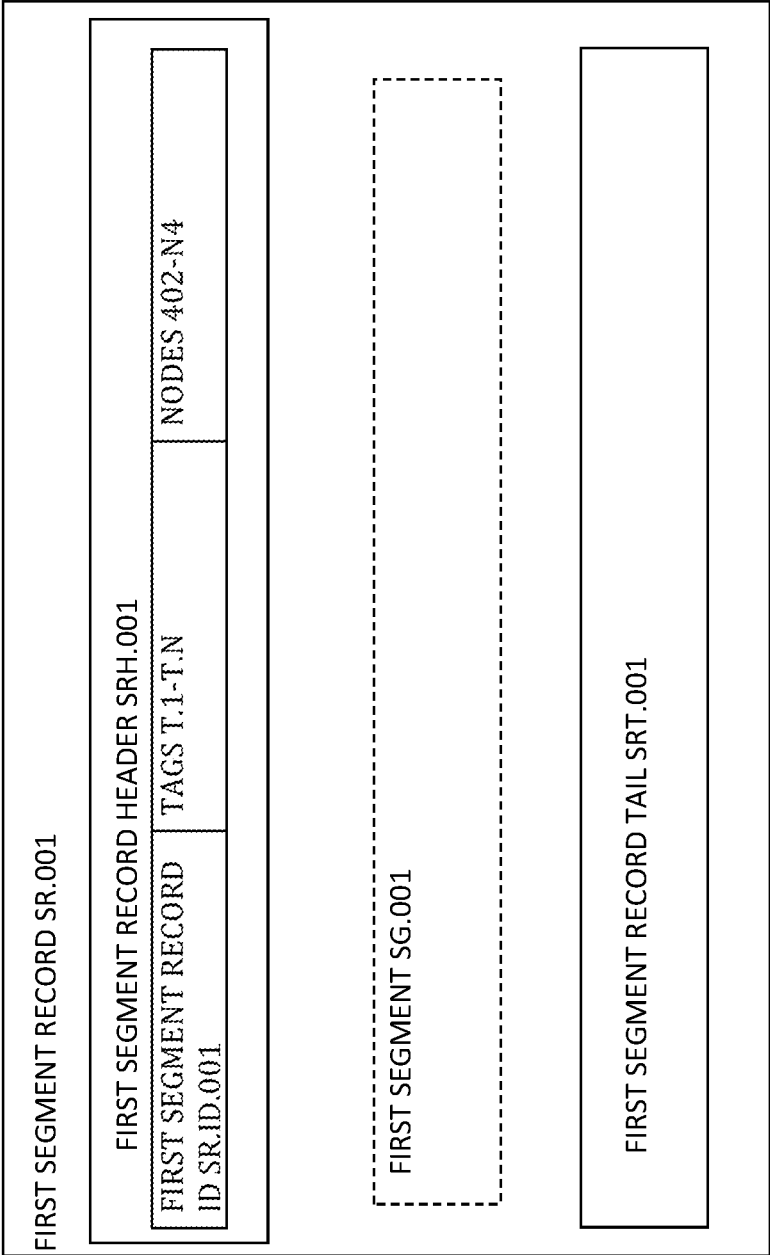 FIRST SEGMENT RECORD SR.001
FIRST SEGMENT RECORD HEADER SRH.001
FIRST SEGMENT RECORD
ID SR.ID.001
TAGS T.1-T.N
NODES 402-N4
FIRST SEGMENT SG.001
FIRST SEGMENT RECORD TAIL SRT.001